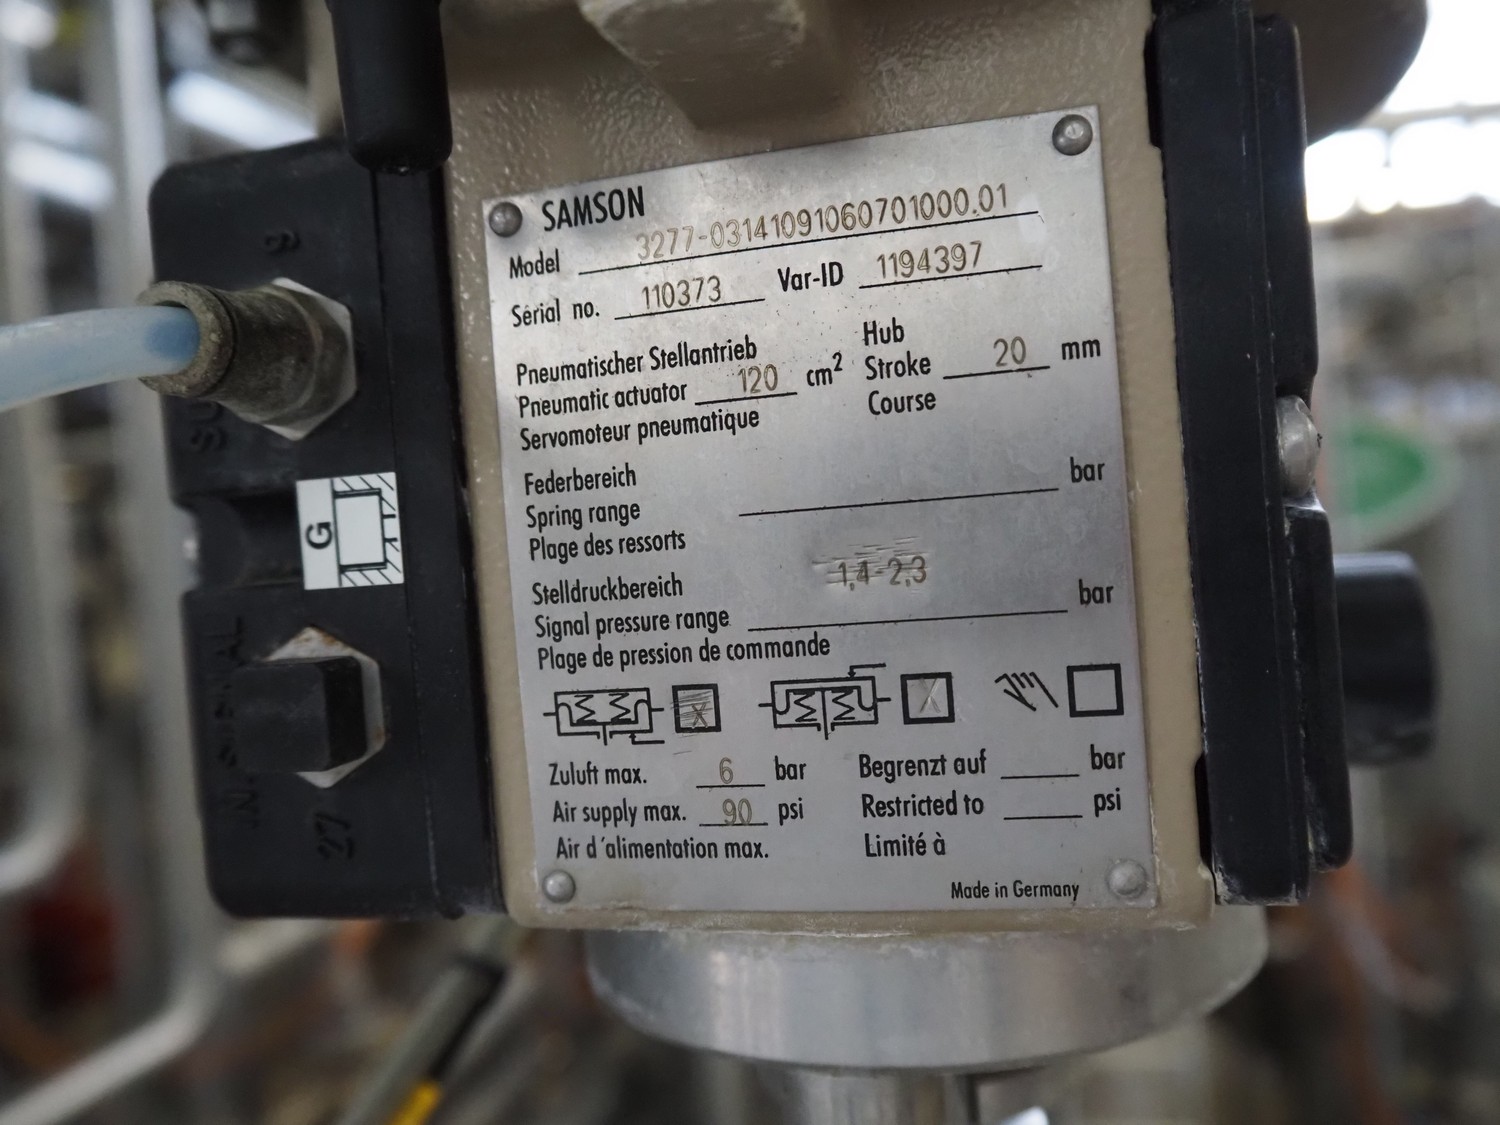 SAMSON
Model 3277-03141091060701000.01
Serial no. 110373 Var-ID 1194397
Pneumatischer Stellantrieb Hub
Pneumatic actuator 120 cm² Stroke 20 mm
Servomoteur pneumatique Course
Federbereich
Spring range bar
Plage des ressorts
Stelldruckbereich 1,4-2,3
Signal pressure range bar
Plage de pression de commande
X X
Zuluft max. 6 bar Begrenzt auf bar
Air supply max. 90 psi Restricted to psi
Air d'alimentation max. Limité à
Made in Germany
G